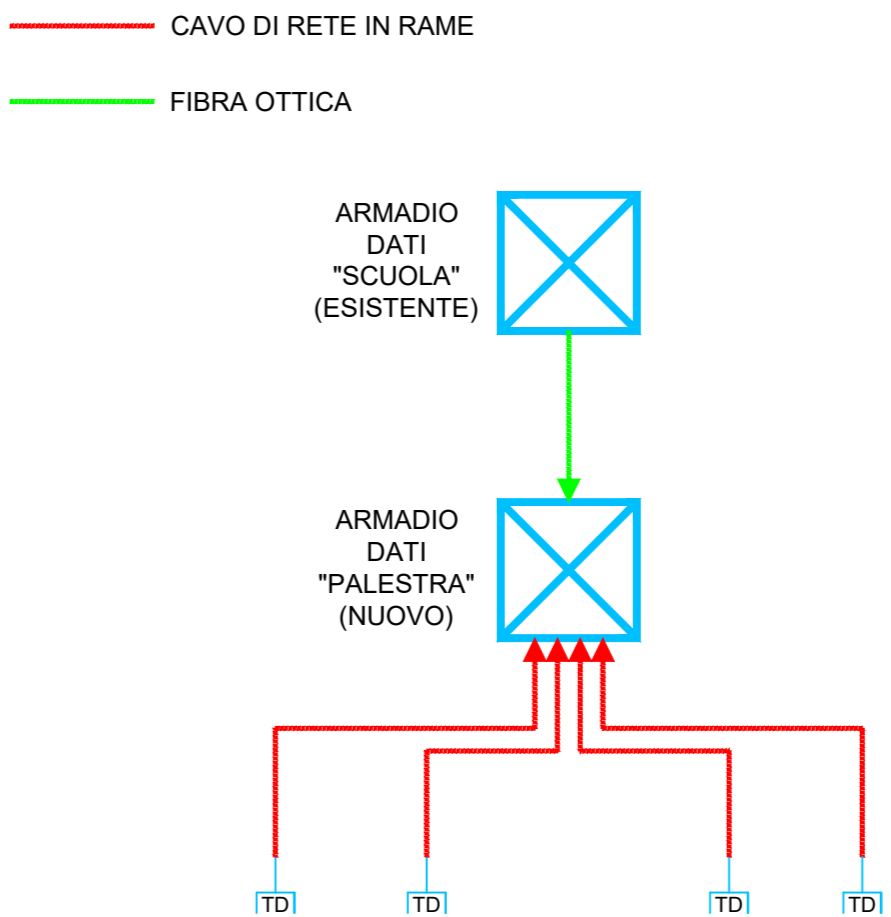 CAVO DI RETE IN RAME
FIBRA OTTICA
ARMADIO
DATI
"SCUOLA"
(ESISTENTE)
ARMADIO
DATI
"PALESTRA"
(NUOVO)
TD TD TD TD